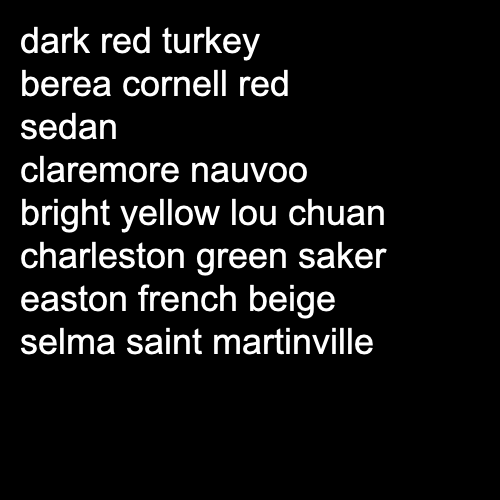 dark red turkey
berea cornell red
sedan
claremore nauvoo
bright yellow lou chuan
charleston green saker
easton french beige
selma saint martinville